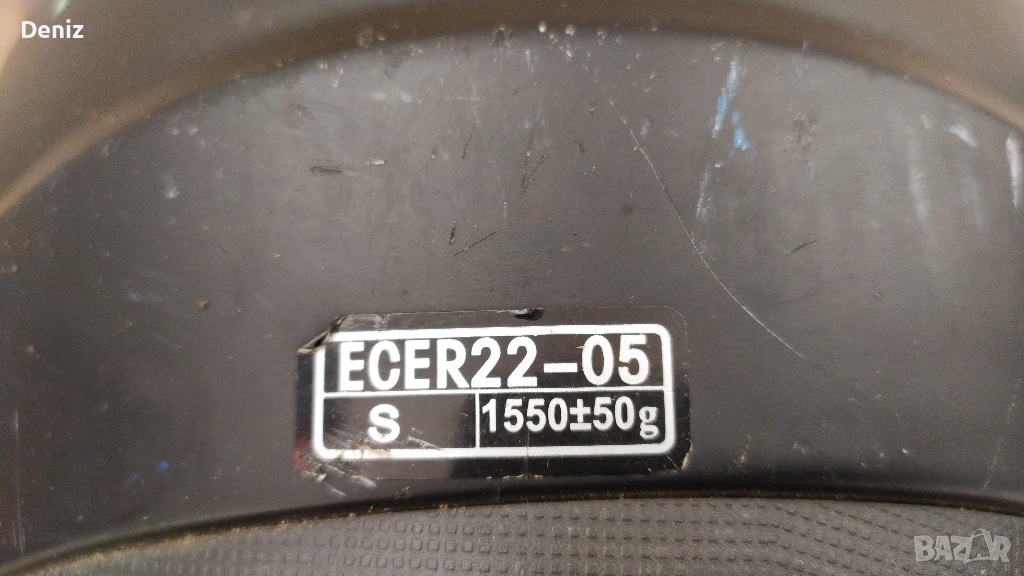 Deniz
ECER22-05
S
1550±50g
BAZAR